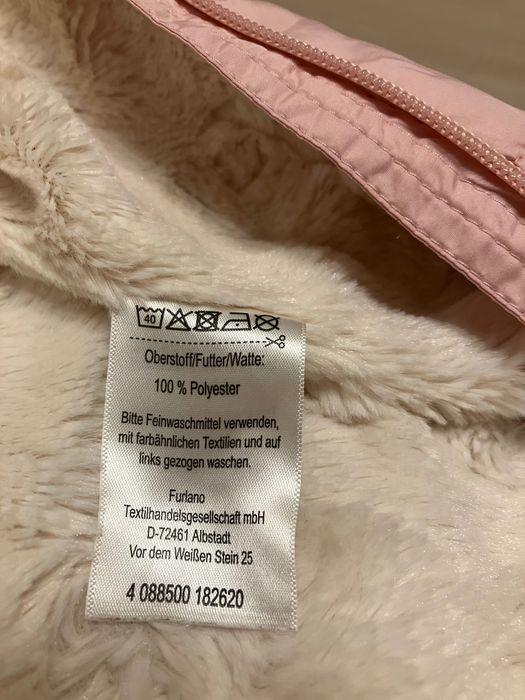 40
Oberstoff/Futter/Watte:
100 % Polyester
Bitte Feinwaschmittel verwenden,
mit farbähnlichen Textilien und auf
links gezogen waschen.
Furlano
Textilhandelsgesellschaft mbH
D-72461 Albstadt
Vor dem Weißen Stein 25
4 088500 182620